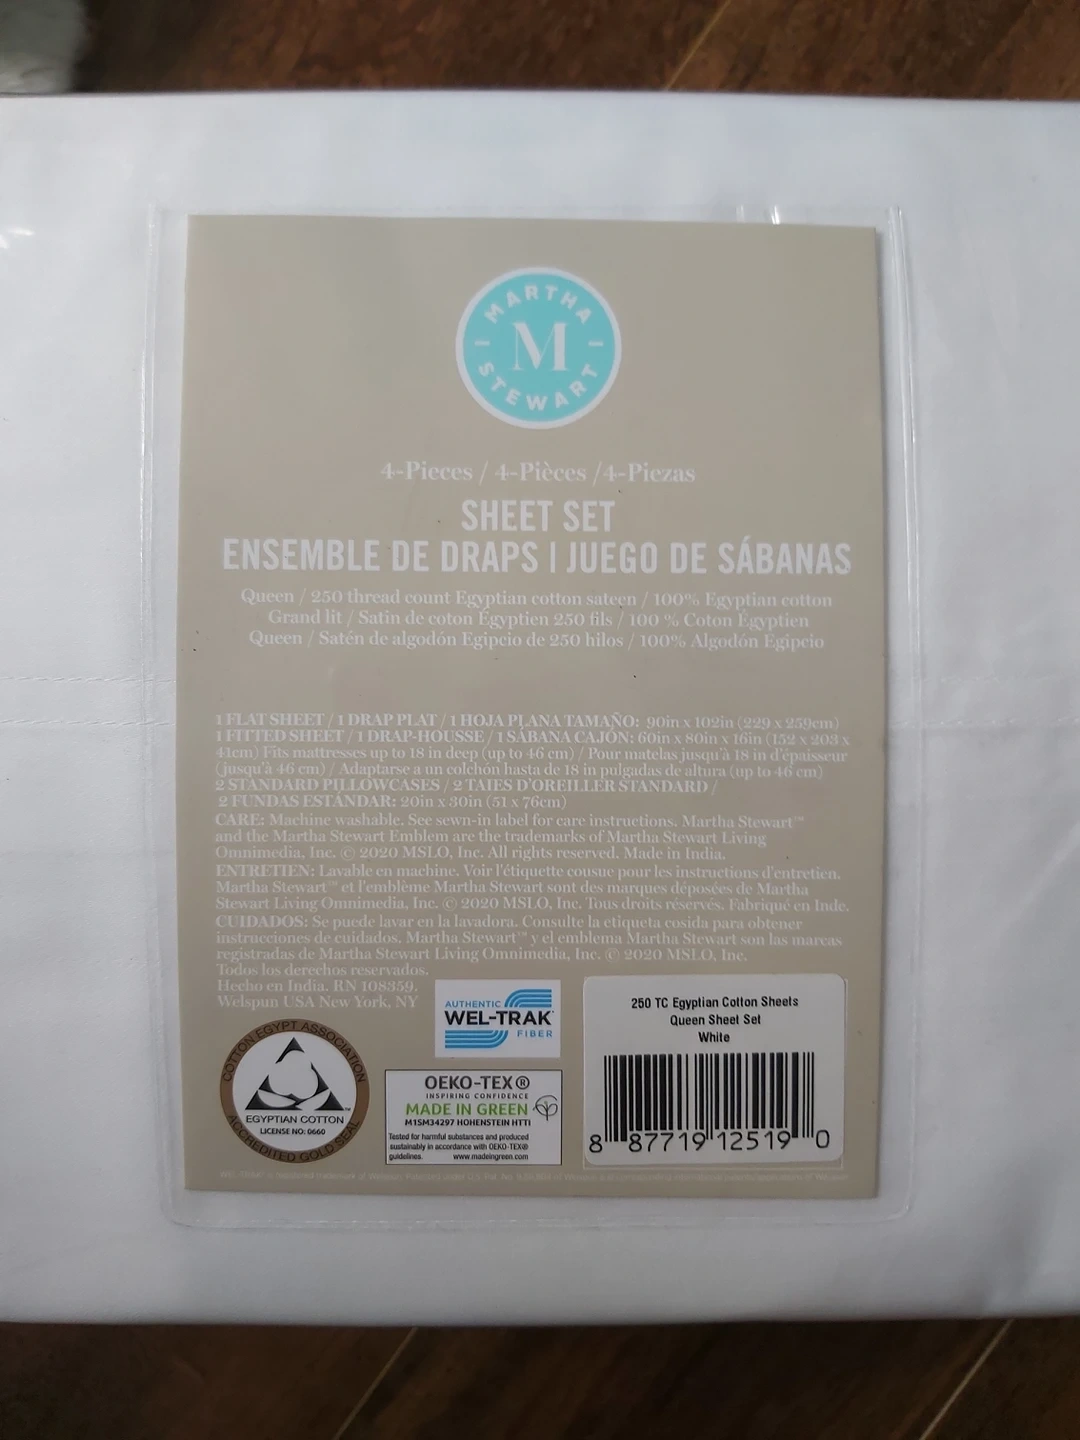 MARTHA
M
STEWART
4-Pieces / 4-Pièces /4-Piezas
SHEET SET
ENSEMBLE DE DRAPS | JUEGO DE SÁBANAS
Queen / 250 thread count Egyptian cotton sateen / 100% Egyptian cotton
Grand lit / Satin de coton Égyptien 250 fils / 100 % Coton Égyptien
Queen / Satén de algodón Egipcio de 250 hilos / 100% Algodón Egipcio
1 FLAT SHEET / 1 DRAP PLAT / 1 HOJA PLANA TAMAÑO: 90in x 102in (229 x 259cm)
1 FITTED SHEET / 1 DRAP-HOUSSE / 1 SÁBANA CAJÓN: 60in x 80in x 16in (152 x 203 x
41cm) Fits mattresses up to 18 in deep (up to 46 cm) / Pour matelas jusqu'à 18 in d'épaisseur
(jusqu'à 46 cm) / Adaptarse a un colchón hasta de 18 in pulgadas de altura (up to 46 cm)
2 STANDARD PILLOWCASES / 2 TAIES D'OREILLER STANDARD /
2 FUNDAS ESTÁNDAR: 20in x 30in (51 x 76cm)
CARE: Machine washable. See sewn-in label for care instructions. Martha Stewart™
and the Martha Stewart Emblem are the trademarks of Martha Stewart Living
Omnimedia, Inc. © 2020 MSLO, Inc. All rights reserved. Made in India.
ENTRETIEN: Lavable en machine. Voir l'étiquette cousue pour les instructions d'entretien.
Martha Stewart™ et l'emblème Martha Stewart sont des marques déposées de Martha
Stewart Living Omnimedia, Inc. © 2020 MSLO, Inc. Tous droits réservés. Fabriqué en Inde.
CUIDADOS: Se puede lavar en la lavadora. Consulte la etiqueta cosida para obtener
instrucciones de cuidados. Martha Stewart™ y el emblema Martha Stewart son las marcas
registradas de Martha Stewart Living Omnimedia, Inc. © 2020 MSLO, Inc.
Todos los derechos reservados.
Hecho en India. RN 108359.
Welspun USA New York, NY
COTTON EGYPT ASSOCIATION
EGYPTIAN COTTON™
LICENSE NO: 0660
ACCREDITED GOLD SEAL
AUTHENTIC
WEL-TRAK®
FIBER
OEKO-TEX®
INSPIRING CONFIDENCE
MADE IN GREEN
M1SM34297 HOHENSTEIN HTTI
Tested for harmful substances and produced
sustainably in accordance with OEKO-TEX®
guidelines. www.madeingreen.com
250 TC Egyptian Cotton Sheets
Queen Sheet Set
White
8 87719 12519 0